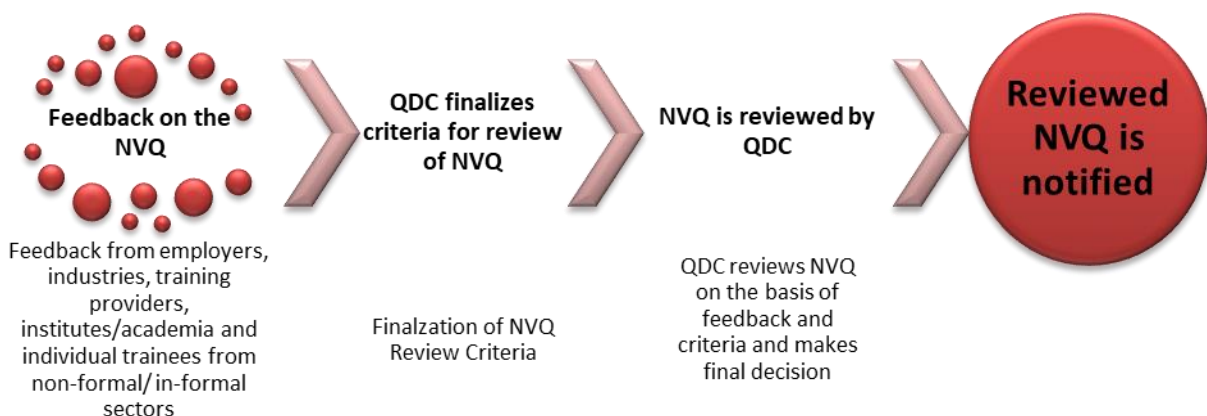 Feedback on the
NVQ
Feedback from employers,
industries, training
providers,
institutes/academia and
individual trainees from
non-formal/ in-formal
sectors
QDC finalizes
criteria for review
of NVQ
Finalzation of NVQ
Review Criteria
NVQ is reviewed by
QDC
QDC reviews NVQ
on the basis of
feedback and
criteria and makes
final decision
Reviewed
NVQ is
notified